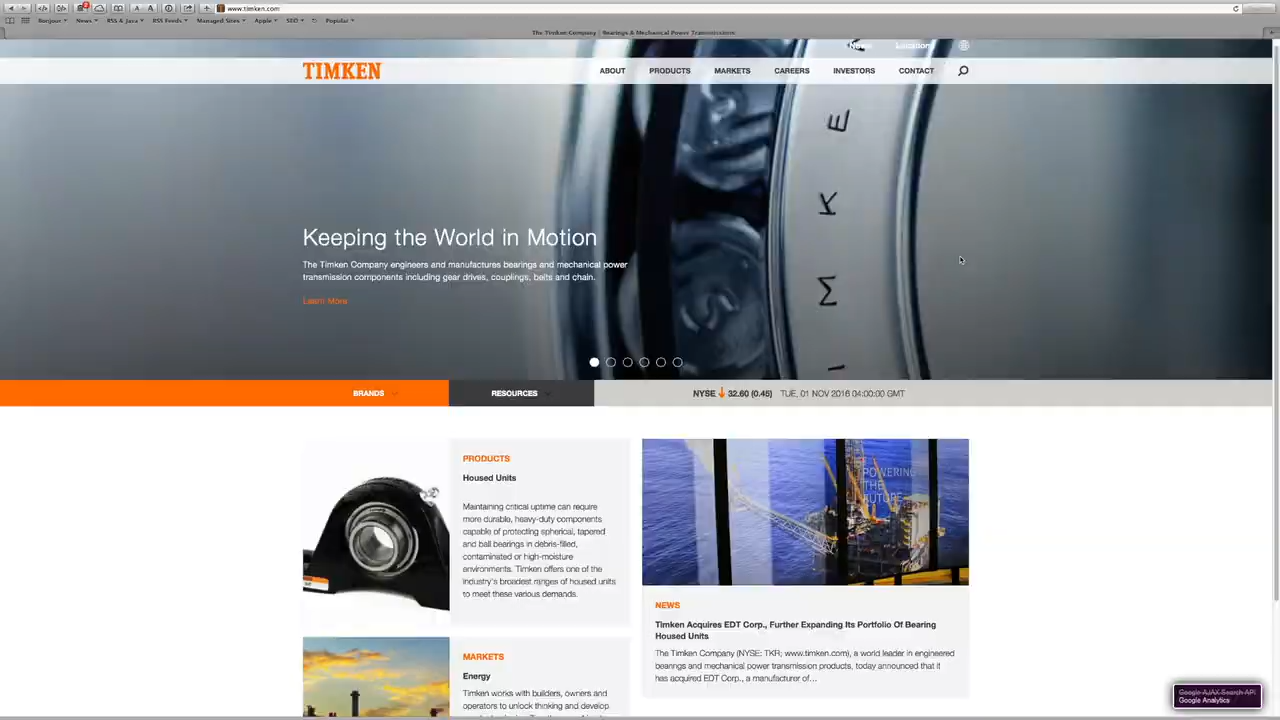 www.timken.com
Bonjour News RSS & Java RSS Feeds Managed Sites Apple SEO Popular
The Timken Company | Bearings & Mechanical Power Transmissions
News Locations
TIMKEN
ABOUT PRODUCTS MARKETS CAREERS INVESTORS CONTACT
Keeping the World in Motion
The Timken Company engineers and manufactures bearings and mechanical power
transmission components including gear drives, couplings, belts and chain.
Learn More
BRANDS RESOURCES NYSE 32.60 (0.45) TUE, 01 NOV 2016 04:00:00 GMT
PRODUCTS
Housed Units
Maintaining critical uptime can require
more durable, heavy-duty components
capable of protecting spherical, tapered
and ball bearings in debris-filled,
contaminated or high-moisture
environments. Timken offers one of the
industry's broadest ranges of housed units
to meet these various demands.
POWERING
THE
FUTURE
NEWS
Timken Acquires EDT Corp., Further Expanding Its Portfolio Of Bearing
Housed Units
The Timken Company (NYSE: TKR; www.timken.com), a world leader in engineered
bearings and mechanical power transmission products, today announced that it
has acquired EDT Corp., a manufacturer of...
MARKETS
Energy
Timken works with builders, owners and
operators to unlock thinking and develop
Google AJAX Search API
Google Analytics